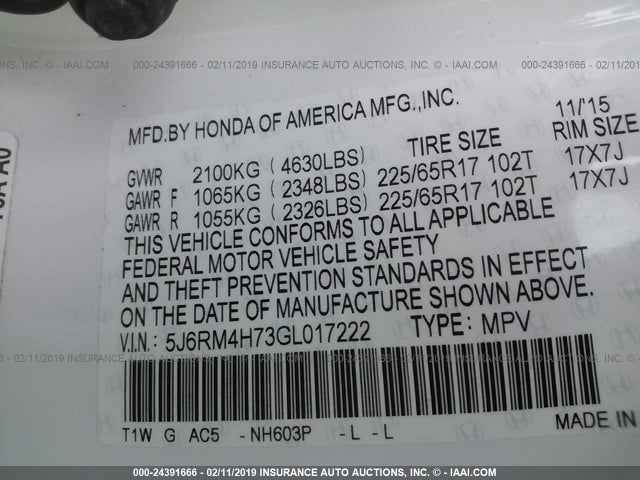 000-24391666 - 02/11/2019 INSURANCE AUTO AUCTIONS, INC. - © IAAI.COM
MFD.BY HONDA OF AMERICA MFG.,INC. 11/'15
TIRE SIZE RIM SIZE
GVWR 2100KG ( 4630LBS)
GAWR F 1065KG ( 2348LBS) 225/65R17 102T 17X7J
GAWR R 1055KG ( 2326LBS) 225/65R17 102T 17X7J
THIS VEHICLE CONFORMS TO ALL APPLICABLE
FEDERAL MOTOR VEHICLE SAFETY
AND THEFT PREVENTION STANDARDS IN EFFECT
ON THE DATE OF MANUFACTURE SHOWN ABOVE.
V.I.N: 5J6RM4H73GL017222 TYPE: MPV
T1W G AC5 -NH603P - L - L
MADE IN
000-24391666 - 02/11/2019 INSURANCE AUTO AUCTIONS, INC. - © IAAI.COM